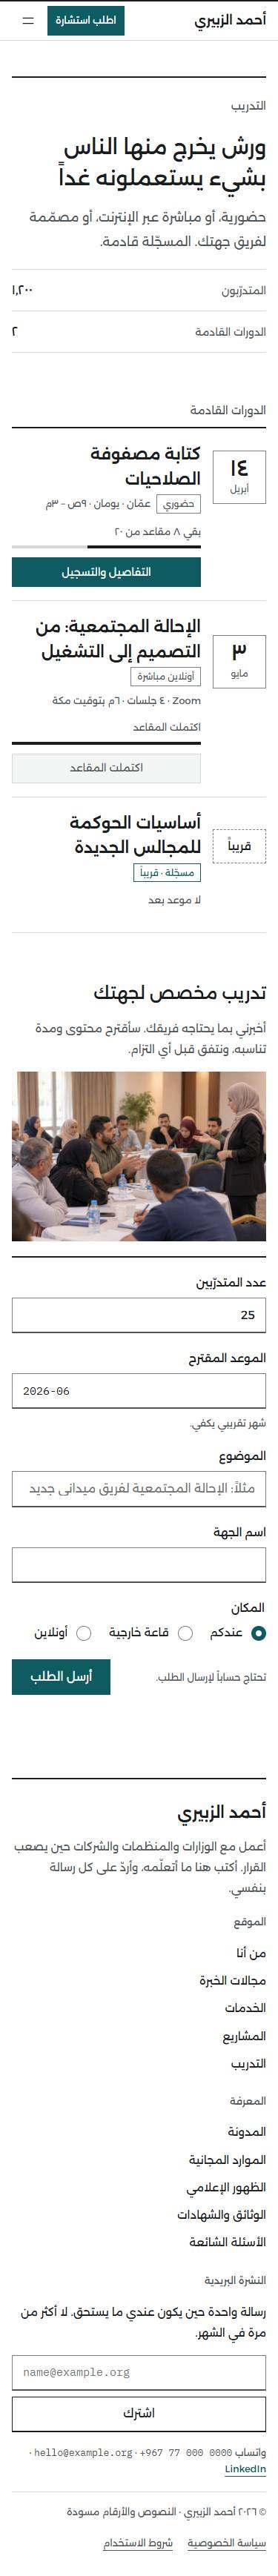 أحمد الزبيري
اطلب استشارة
التدريب
ورش يخرج منها الناس
بشيء يستعملونه غداً
حضورية، أو مباشرة عبر الإنترنت، أو مصمّمة
لفريق جهتك. المسجّلة قادمة.
المتدرّبون
١,٢٠٠
الدورات القادمة
٢
الدورات القادمة
١٤
أبريل
كتابة مصفوفة
الصلاحيات
حضوري
عمّان · يومان · ٩ص – ٣م
بقي ٨ مقاعد من ٢٠
التفاصيل والتسجيل
٣
مايو
الإحالة المجتمعية: من
التصميم إلى التشغيل
أونلاين مباشرة
Zoom · ٤ جلسات · ٦م بتوقيت مكة
اكتملت المقاعد
اكتملت المقاعد
قريباً
أساسيات الحوكمة
للمجالس الجديدة
مسجّلة · قريباً
لا موعد بعد
تدريب مخصص لجهتك
أخبرني بما يحتاجه فريقك. سأقترح محتوى ومدة
تناسبه، ونتفق قبل أي التزام.
عدد المتدرّبين
25
الموعد المقترح
2026-06
شهر تقريبي يكفي.
الموضوع
مثلاً: الإحالة المجتمعية لفريق ميداني جديد
اسم الجهة
المكان
عندكم
قاعة خارجية
أونلاين
أرسل الطلب
تحتاج حساباً لإرسال الطلب.
أحمد الزبيري
أعمل مع الوزارات والمنظمات والشركات حين يصعب
القرار. أكتب هنا ما أتعلّمه، وأردّ على كل رسالة
بنفسي.
الموقع
من أنا
مجالات الخبرة
الخدمات
المشاريع
التدريب
المعرفة
المدونة
الموارد المجانية
الظهور الإعلامي
الوثائق والشهادات
الأسئلة الشائعة
النشرة البريدية
رسالة واحدة حين يكون عندي ما يستحق. لا أكثر من
مرة في الشهر.
name@example.org
اشترك
واتساب +967 77 000 0000 · hello@example.org ·
LinkedIn
© ٢٠٢٦ أحمد الزبيري · النصوص والأرقام مسودة
سياسة الخصوصية
شروط الاستخدام